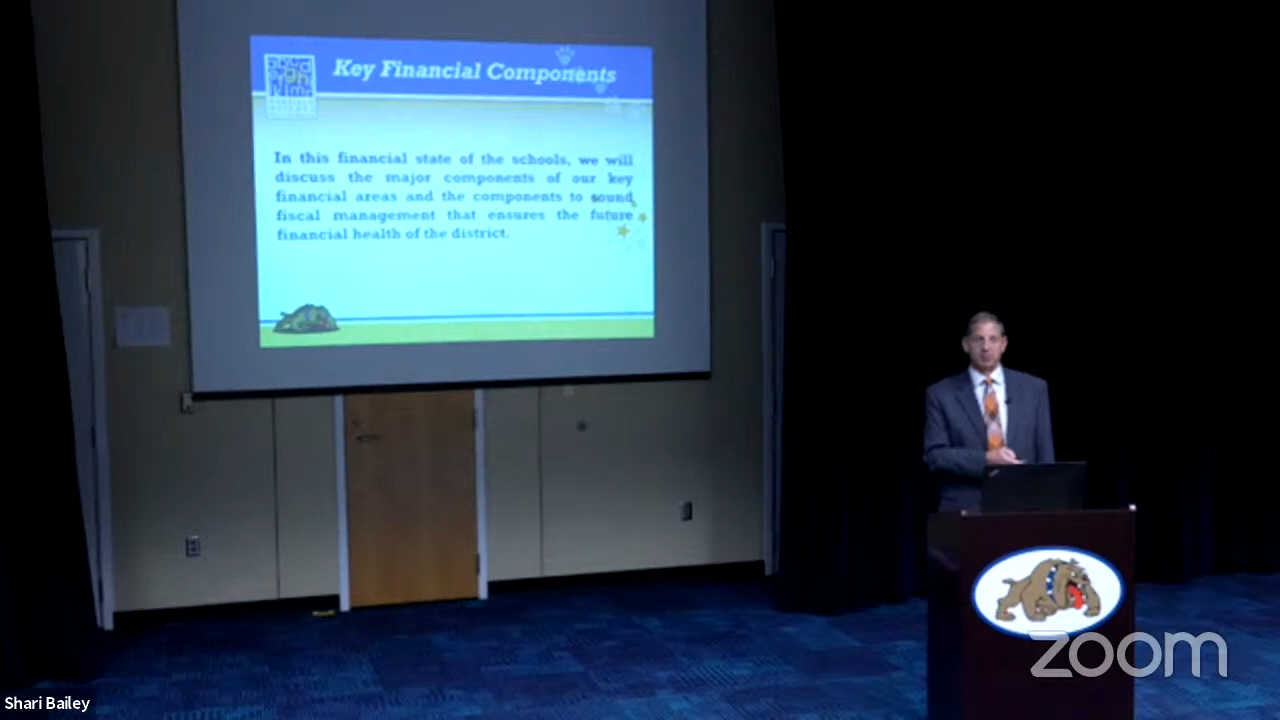 Key Financial Components
In this financial state of the schools, we will
discuss the major components of our key
financial areas and the components to sound
fiscal management that ensures the future
financial health of the district.
zoom
Shari Bailey